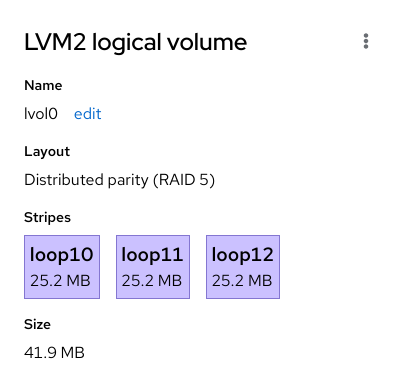 LVM2 logical volume
Name
lvol0 edit
Layout
Distributed parity (RAID 5)
Stripes
loop10 loop11 loop12
25.2 MB 25.2 MB 25.2 MB
Size
41.9 MB